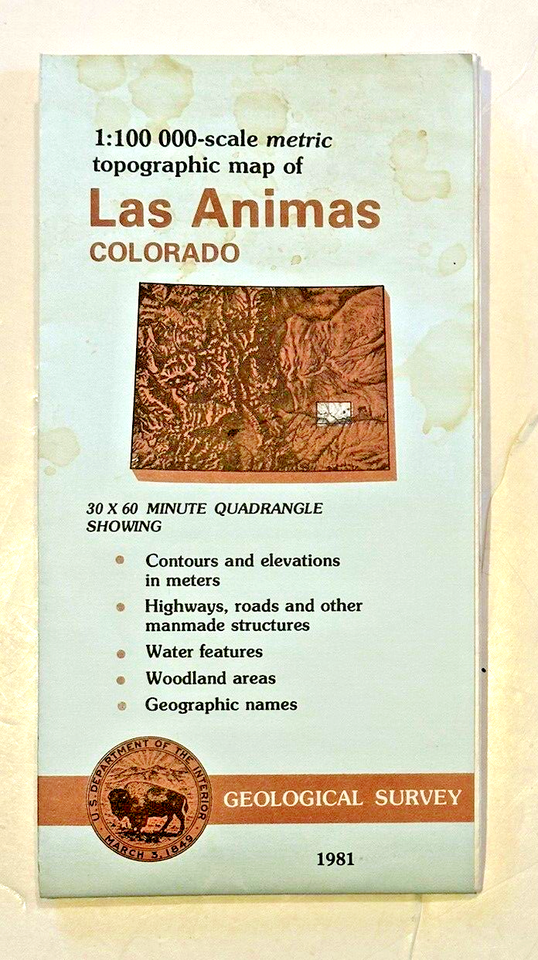 1:100 000-scale metric
topographic map of
Las Animas
COLORADO
30 X 60 MINUTE QUADRANGLE
SHOWING
Contours and elevations
in meters
Highways, roads and other
manmade structures
Water features
Woodland areas
Geographic names
U.S. DEPARTMENT OF THE INTERIOR
MARCH 3, 1849
GEOLOGICAL SURVEY
1981